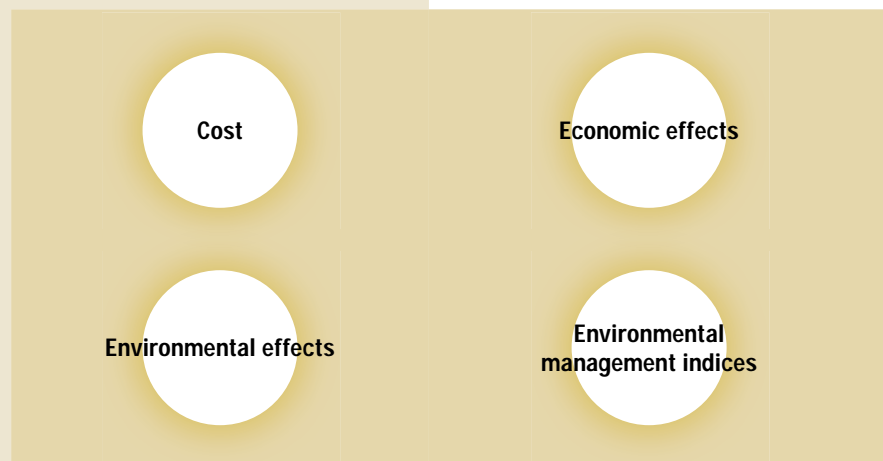 Cost
Economic effects
Environmental effects
Environmental
management indices